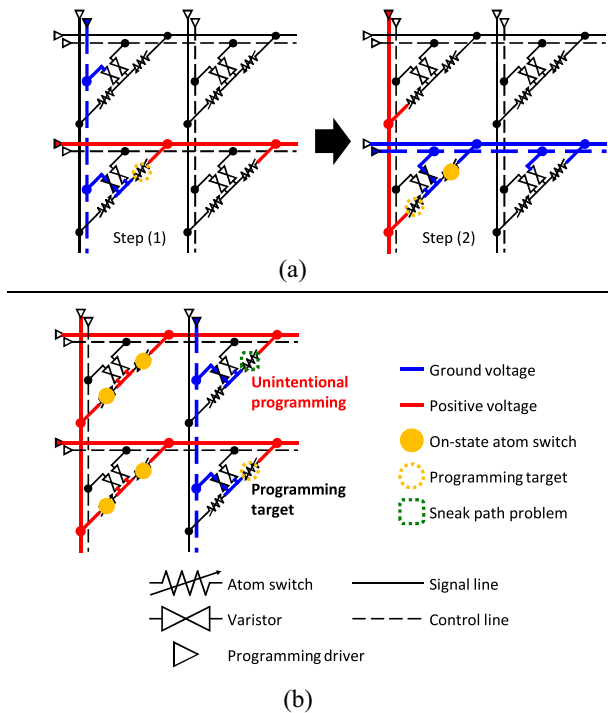 Step (1)
Step (2)
(a)
Unintentional
programming
Programming
target
Ground voltage
Positive voltage
On-state atom switch
Programming target
Sneak path problem
Atom switch
Signal line
Varistor
Control line
Programming driver
(b)